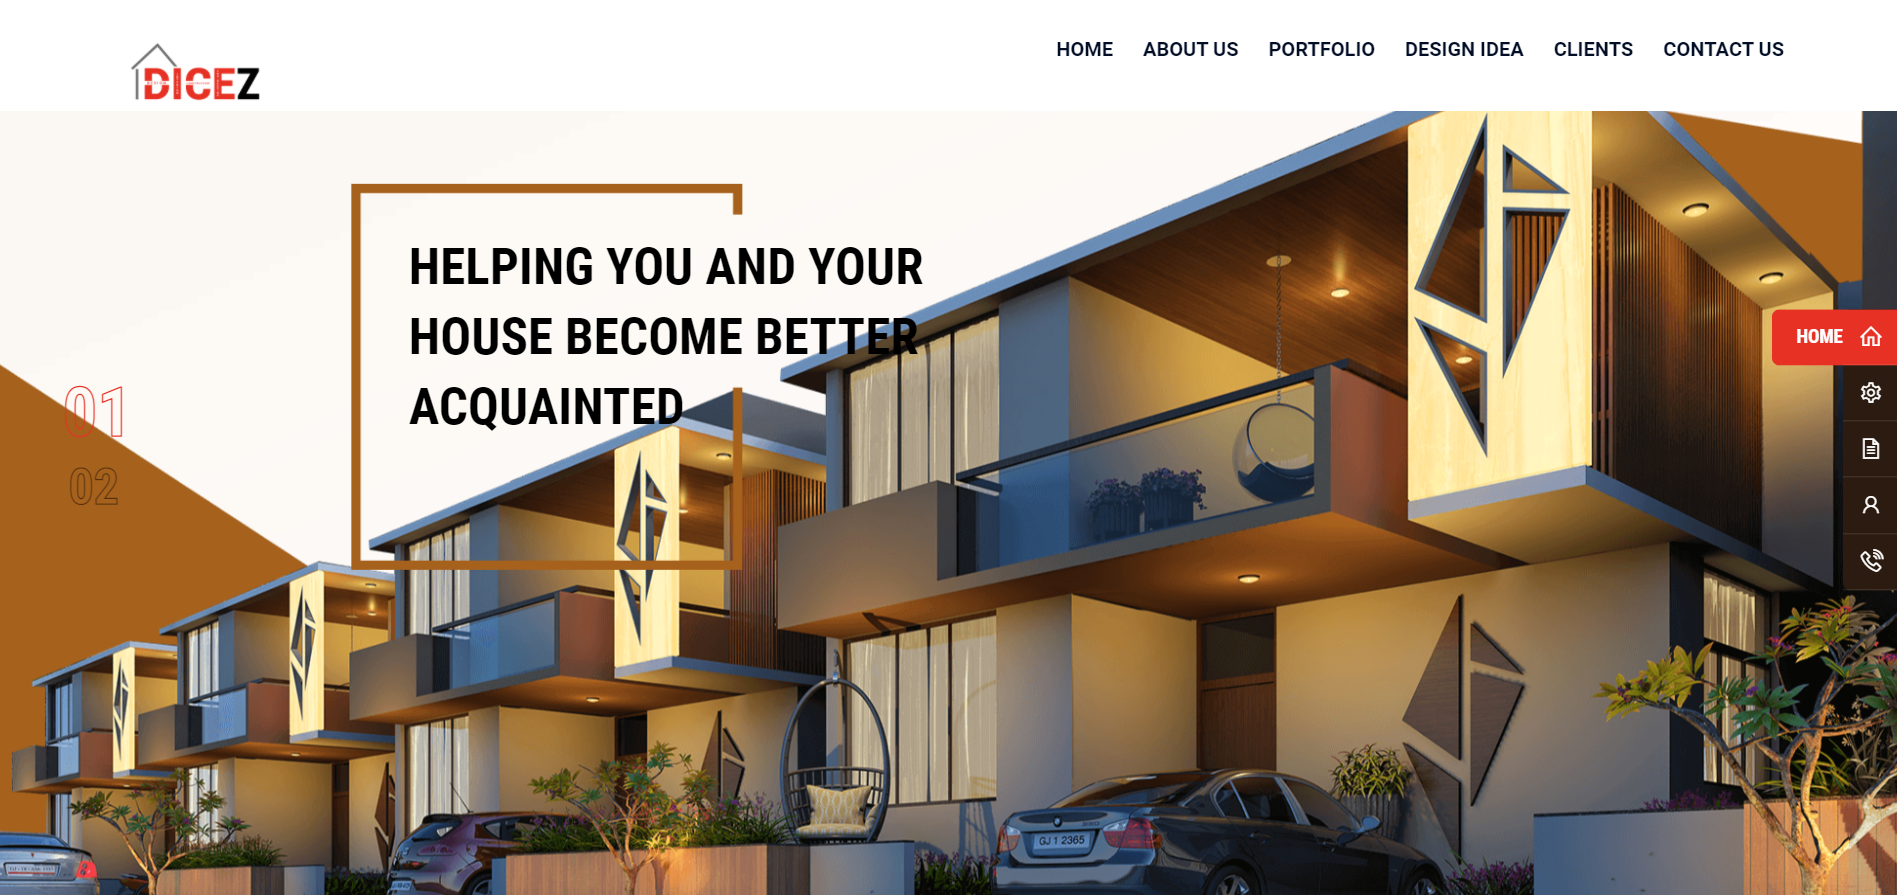 DICEZ
HOME ABOUT US PORTFOLIO DESIGN IDEA CLIENTS CONTACT US
HELPING YOU AND YOUR
HOUSE BECOME BETTER
ACQUAINTED
HOME
01
02
GJ 1 2365